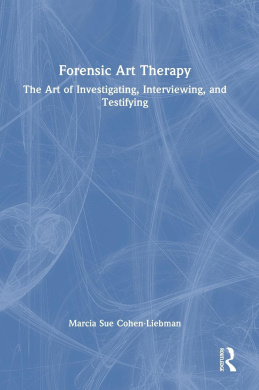 Forensic Art Therapy
The Art of Investigating, Interviewing, and
Testifying
Marcia Sue Cohen-Liebman
ROUTLEDGE